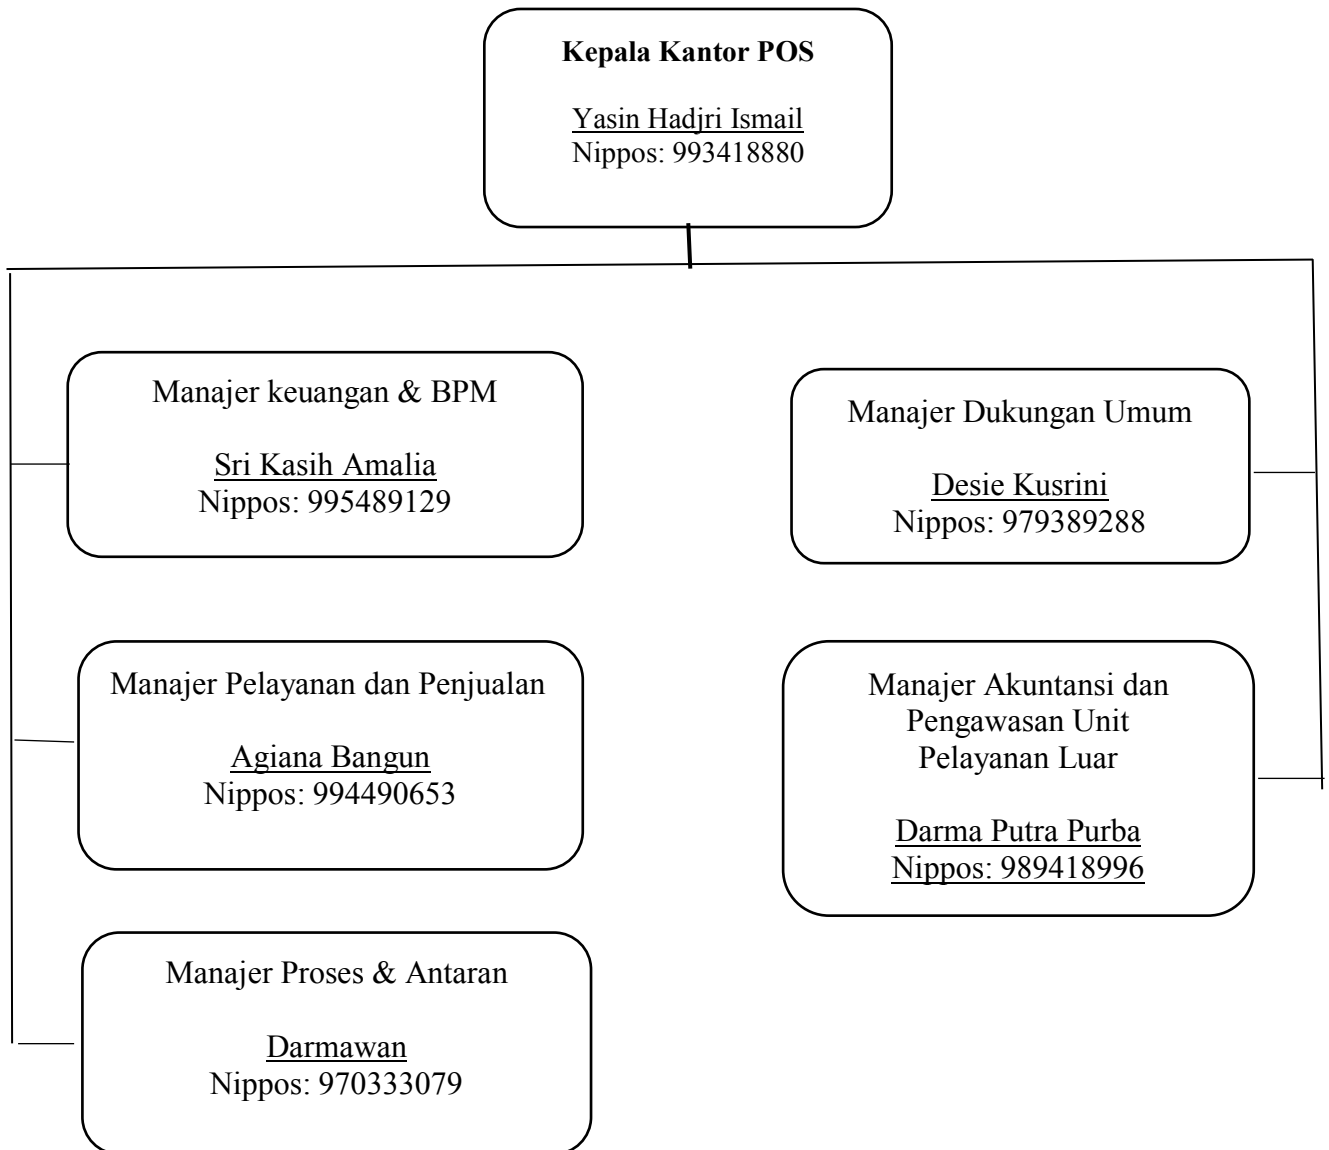 Kepala Kantor POS
Yasin Hadjri Ismail
Nippos: 993418880
Manajer keuangan & BPM
Sri Kasih Amalia
Nippos: 995489129
Manajer Dukungan Umum
Desie Kusrini
Nippos: 979389288
Manajer Pelayanan dan Penjualan
Agiana Bangun
Nippos: 994490653
Manajer Akuntansi dan
Pengawasan Unit
Pelayanan Luar
Darma Putra Purba
Nippos: 989418996
Manajer Proses & Antaran
Darmawan
Nippos: 970333079